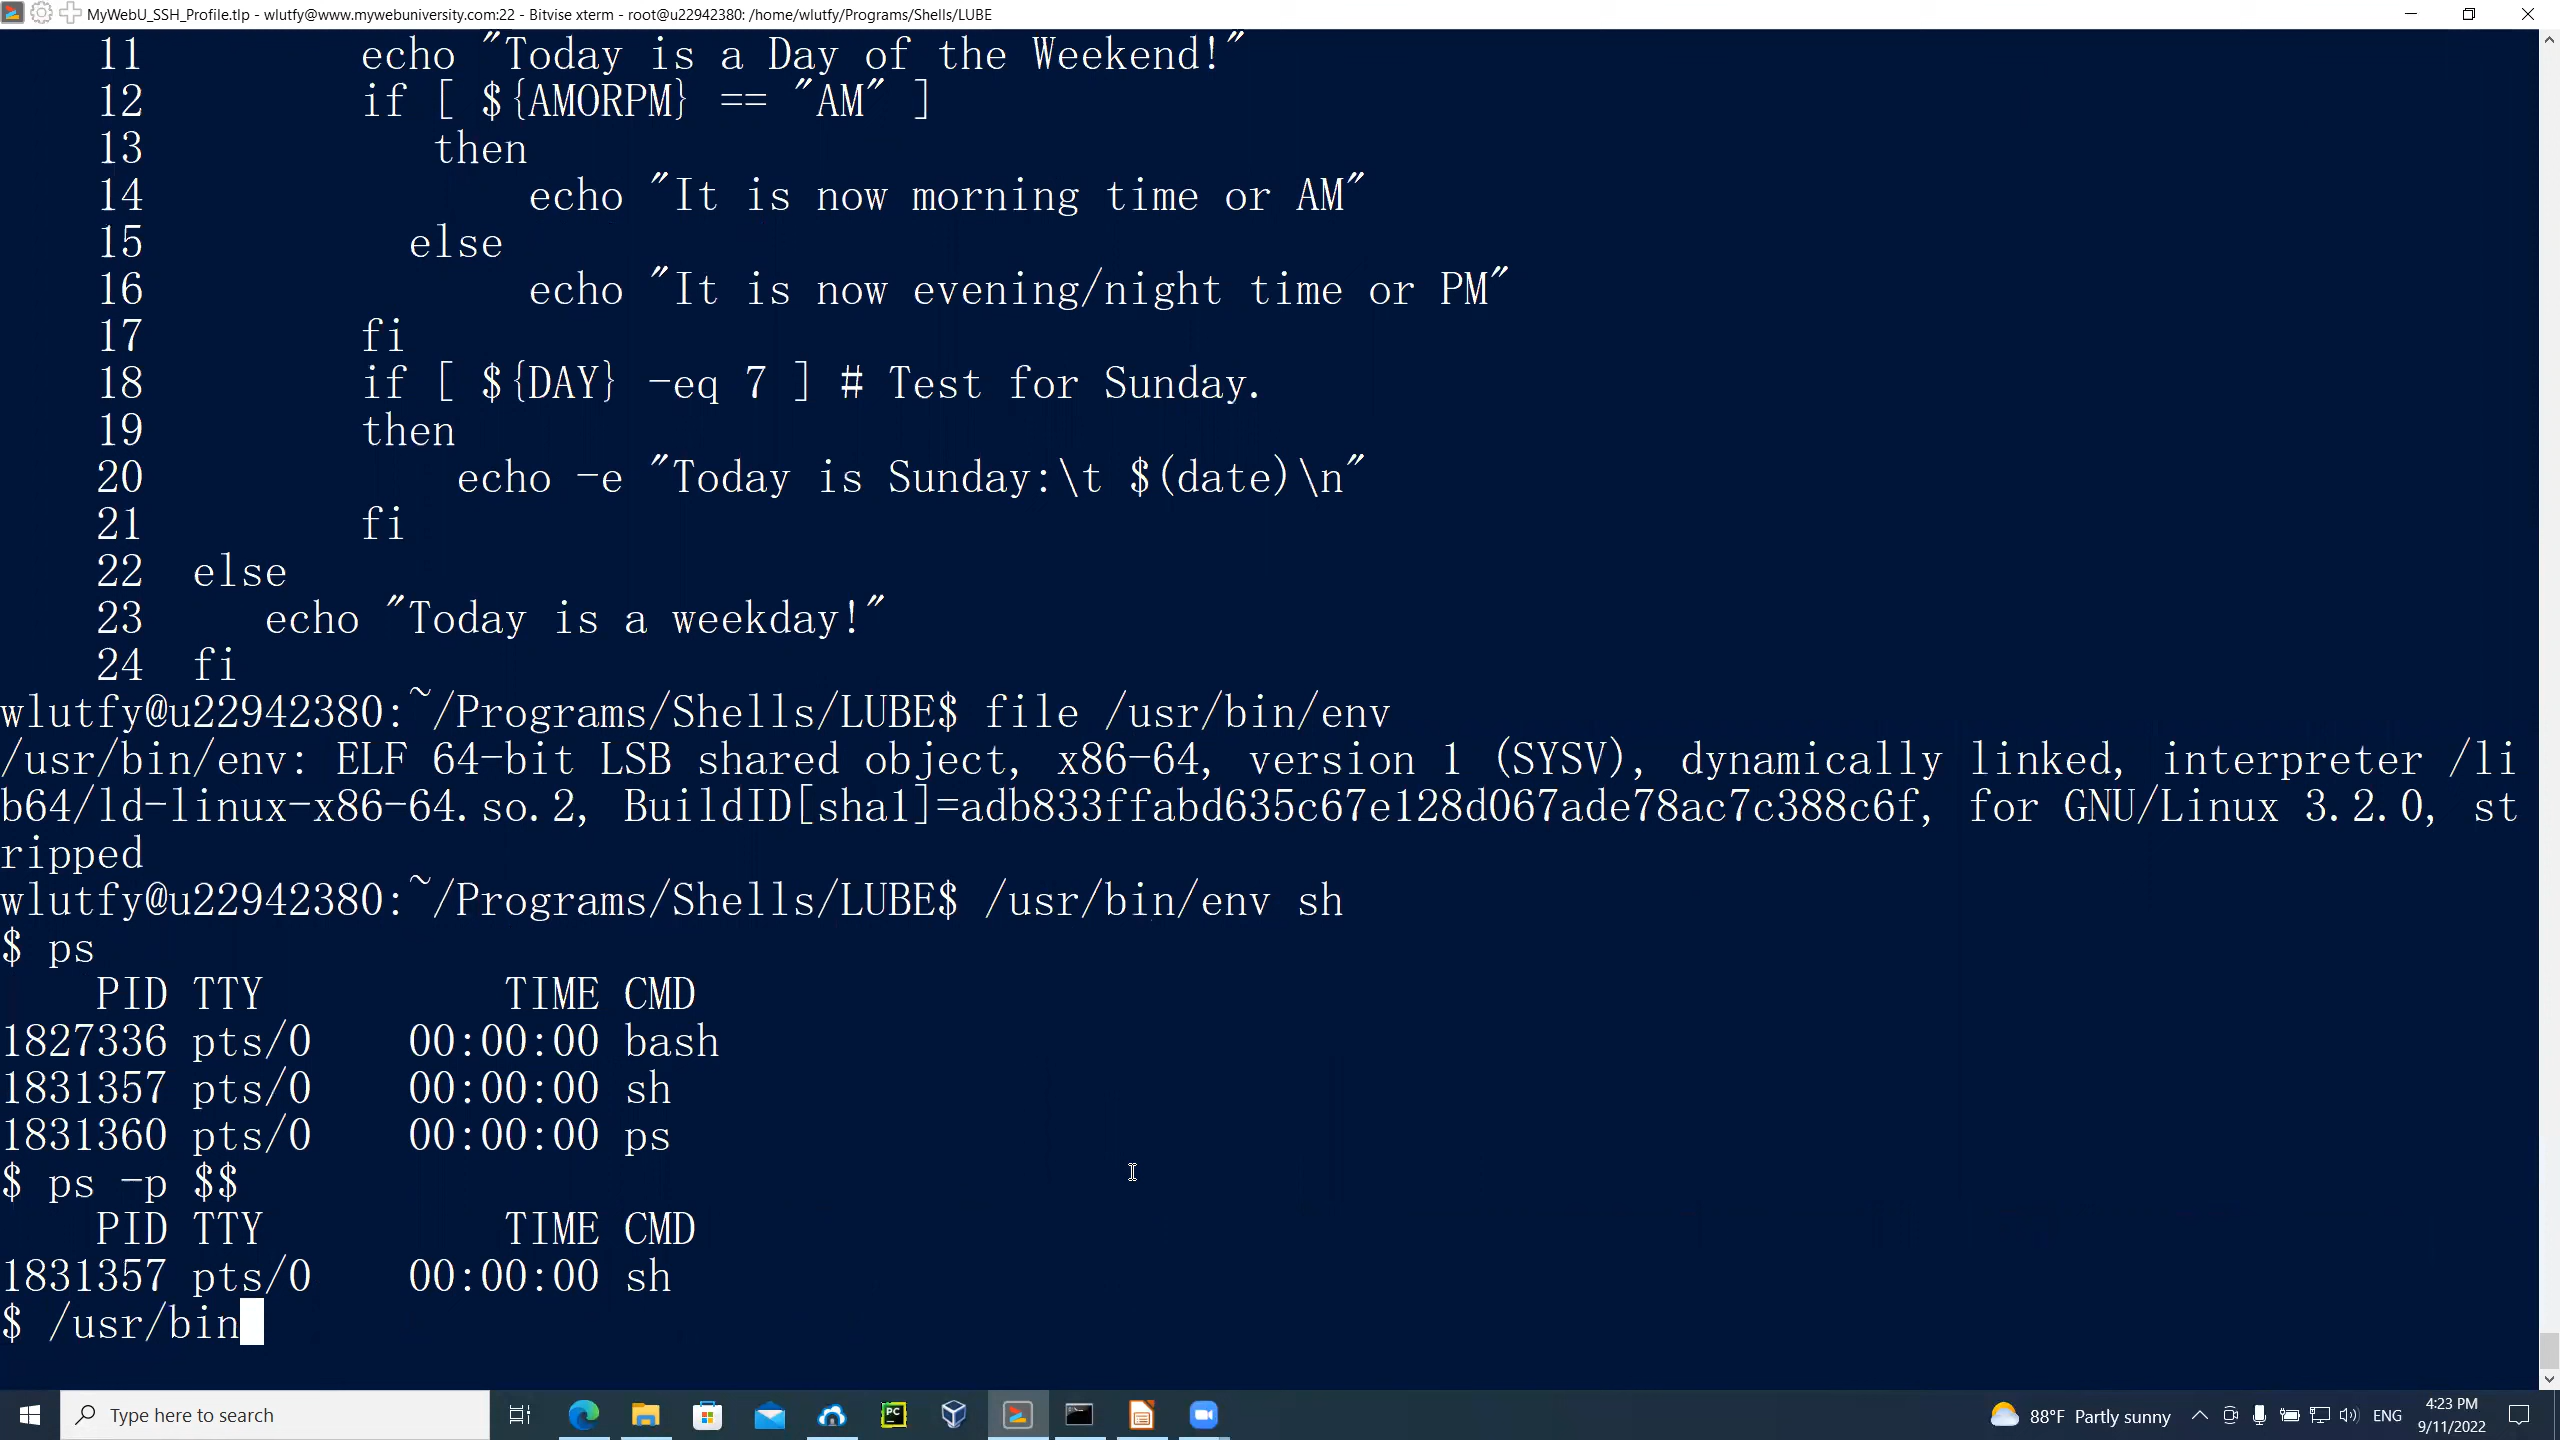 MyWebU_SSH_Profile.tlp - wlutfy@www.mywebuniversity.com:22 - Bitvise xterm - root@u22942380: /home/wlutfy/Programs/Shells/LUBE
11 echo "Today is a Day of the Weekend!"
12 if [ ${AMORPM} == "AM" ]
13 then
14 echo "It is now morning time or AM"
15 else
16 echo "It is now evening/night time or PM"
17 fi
18 if [ ${DAY} -eq 7 ] # Test for Sunday.
19 then
20 echo -e "Today is Sunday:\t $(date)\n"
21 fi
22 else
23 echo "Today is a weekday!"
24 fi
wlutfy@u22942380:~/Programs/Shells/LUBE$ file /usr/bin/env
/usr/bin/env: ELF 64-bit LSB shared object, x86-64, version 1 (SYSV), dynamically linked, interpreter /li
b64/ld-linux-x86-64.so.2, BuildID[sha1]=adb833ffabd635c67e128d067ade78ac7c388c6f, for GNU/Linux 3.2.0, st
ripped
wlutfy@u22942380:~/Programs/Shells/LUBE$ /usr/bin/env sh
$ ps
PID TTY TIME CMD
1827336 pts/0 00:00:00 bash
1831357 pts/0 00:00:00 sh
1831360 pts/0 00:00:00 ps
$ ps -p $$
PID TTY TIME CMD
1831357 pts/0 00:00:00 sh
$ /usr/bin
Type here to search
PC
88°F Partly sunny
ENG
4:23 PM
9/11/2022